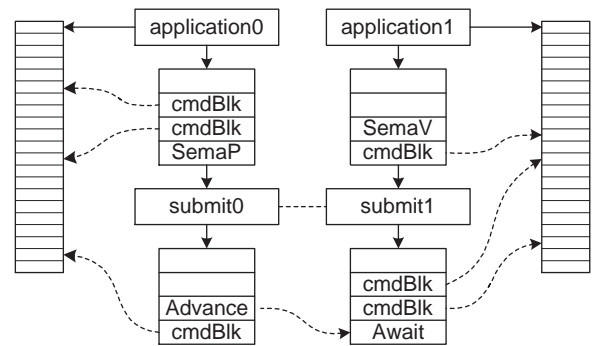 application0
application1
cmdBlk
cmdBlk
SemaP
SemaV
cmdBlk
submit0
submit1
Advance
cmdBlk
cmdBlk
cmdBlk
Await